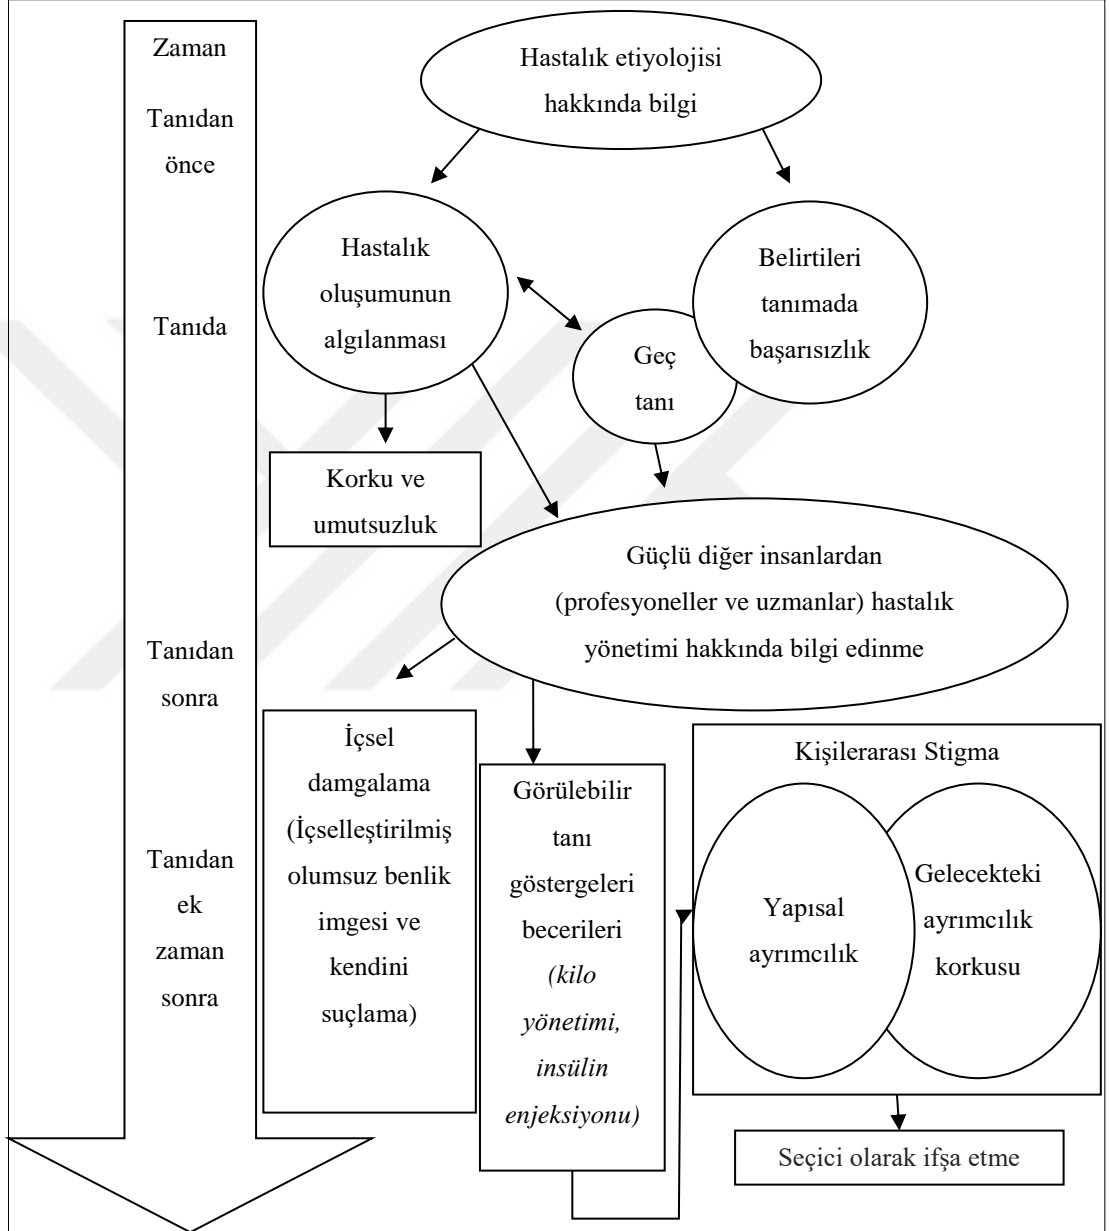 Zaman
Tanıdan
önce
Tanıda
Tanıdan
sonra
Tanıdan
ek
zaman
sonra
Hastalık etiyolojisi
hakkında bilgi
Hastalık
oluşumunun
algılanması
Belirtileri
tanımada
başarısızlık
Geç
tanı
Korku ve
umutsuzluk
Güçlü diğer insanlardan
(profesyoneller ve uzmanlar) hastalık
yönetimi hakkında bilgi edinme
İçsel
damgalama
(İçselleştirilmiş
olumsuz benlik
imgesi ve
kendini
suçlama)
Görülebilir
tanı
göstergeleri
becerileri
(kilo
yönetimi,
insülin
enjeksiyonu)
Kişilerarası Stigma
Yapısal
ayrımcılık
Gelecekteki
ayrımcılık
korkusu
Seçici olarak ifşa etme